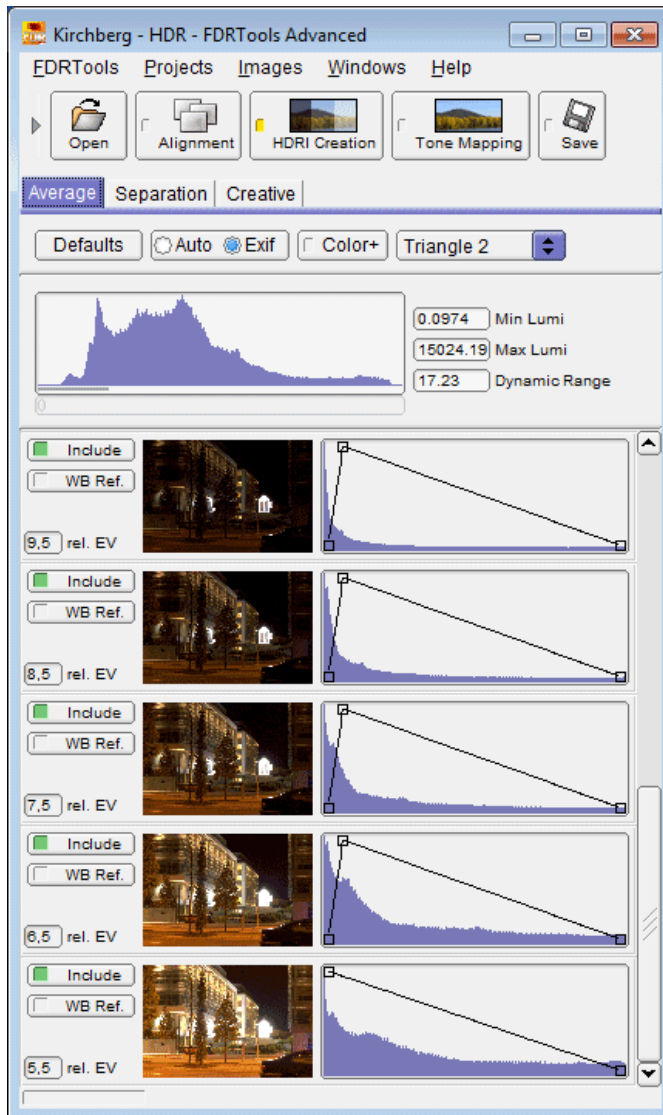 Kirchberg - HDR - FDRTools Advanced
FDRTools Projects Images Windows Help
Open Alignment HDRI Creation Tone Mapping Save
Average Separation Creative
Defaults Auto Exif Color+ Triangle 2
0.0974 Min Lumi
15024.19 Max Lumi
17.23 Dynamic Range
0
Include
WB Ref.
9,5 rel. EV
Include
WB Ref.
8,5 rel. EV
Include
WB Ref.
7,5 rel. EV
Include
WB Ref.
6,5 rel. EV
Include
WB Ref.
5,5 rel. EV